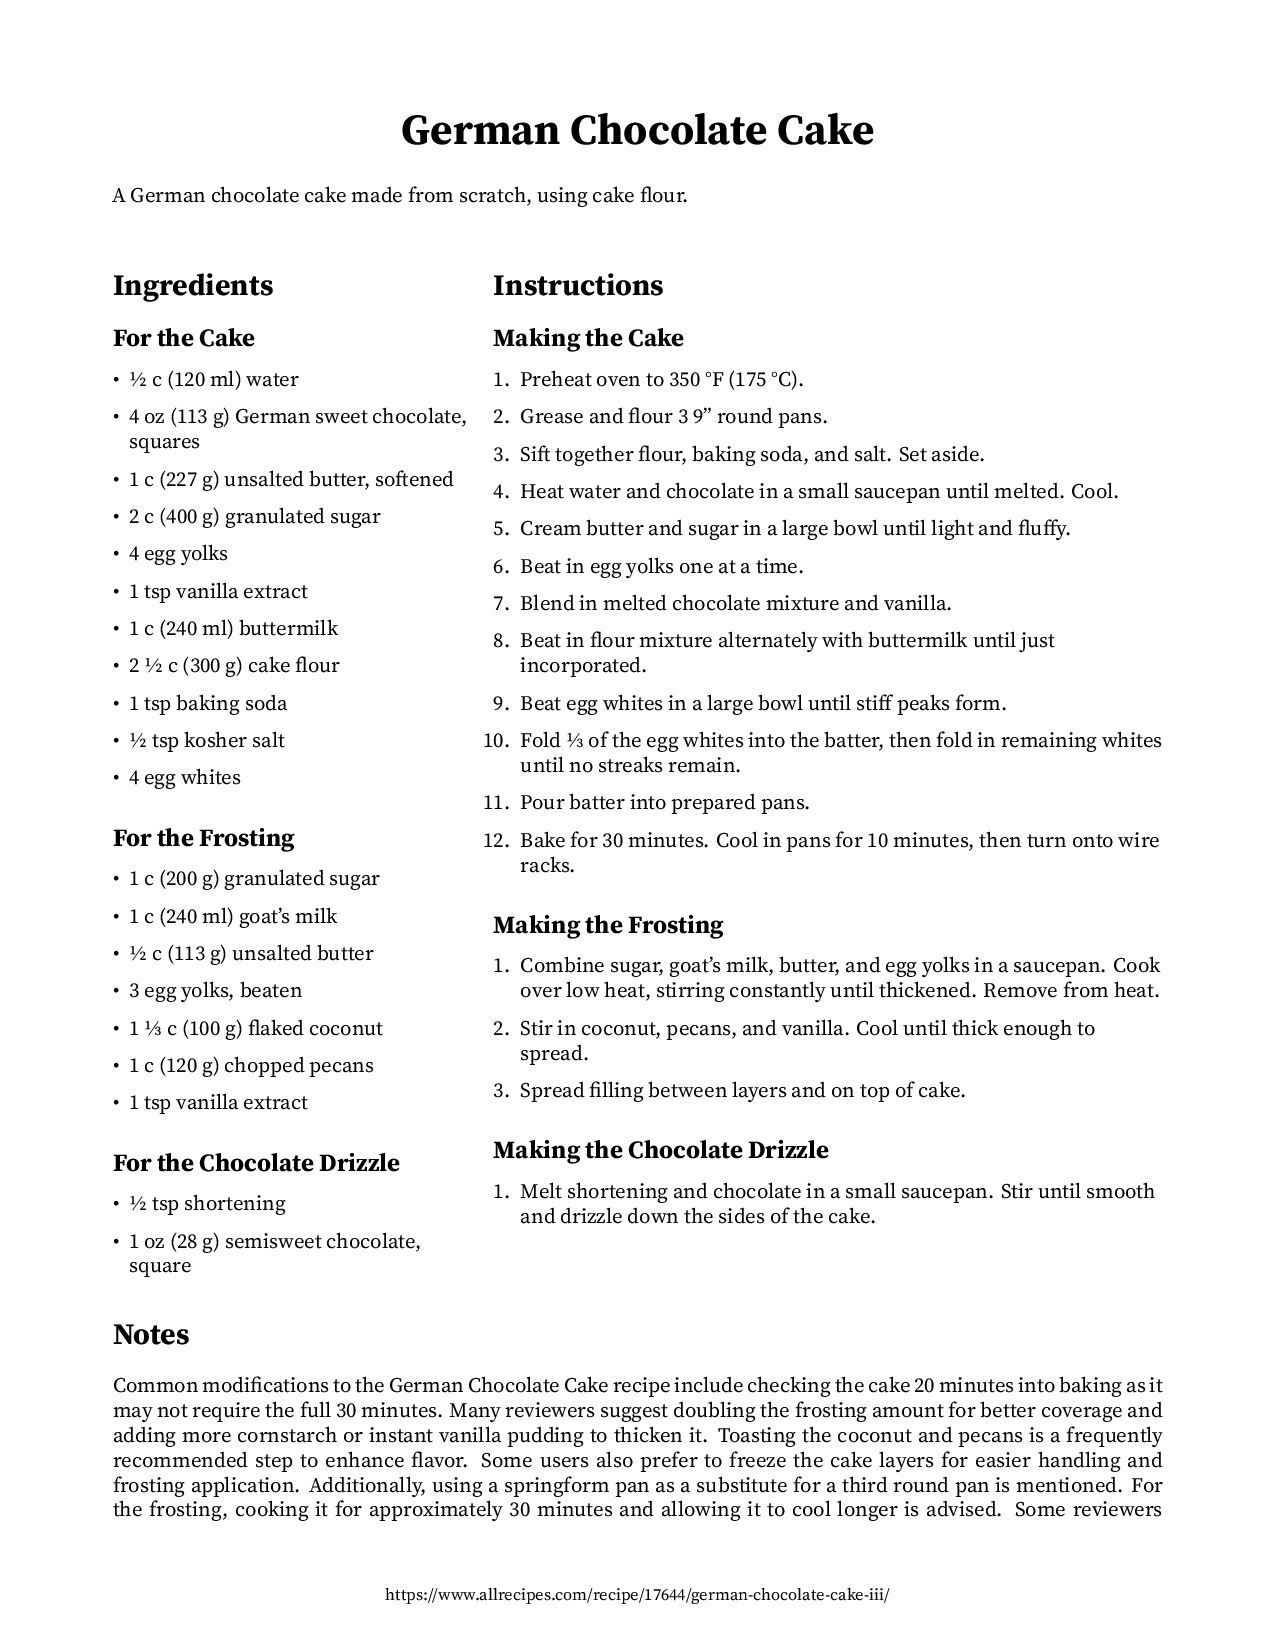 German Chocolate Cake
A German chocolate cake made from scratch, using cake flour.
Ingredients
For the Cake
• ½ c (120 ml) water
• 4 oz (113 g) German sweet chocolate,
squares
• 1 c (227 g) unsalted butter, softened
• 2 c (400 g) granulated sugar
• 4 egg yolks
• 1 tsp vanilla extract
• 1 c (240 ml) buttermilk
• 2 ½ c (300 g) cake flour
• 1 tsp baking soda
• ½ tsp kosher salt
• 4 egg whites
For the Frosting
• 1 c (200 g) granulated sugar
• 1 c (240 ml) goat’s milk
• ½ c (113 g) unsalted butter
• 3 egg yolks, beaten
• 1 ⅓ c (100 g) flaked coconut
• 1 c (120 g) chopped pecans
• 1 tsp vanilla extract
For the Chocolate Drizzle
• ½ tsp shortening
• 1 oz (28 g) semisweet chocolate,
square
Instructions
Making the Cake
1. Preheat oven to 350 °F (175 °C).
2. Grease and flour 3 9” round pans.
3. Sift together flour, baking soda, and salt. Set aside.
4. Heat water and chocolate in a small saucepan until melted. Cool.
5. Cream butter and sugar in a large bowl until light and fluffy.
6. Beat in egg yolks one at a time.
7. Blend in melted chocolate mixture and vanilla.
8. Beat in flour mixture alternately with buttermilk until just
incorporated.
9. Beat egg whites in a large bowl until stiff peaks form.
10. Fold ⅓ of the egg whites into the batter, then fold in remaining whites
until no streaks remain.
11. Pour batter into prepared pans.
12. Bake for 30 minutes. Cool in pans for 10 minutes, then turn onto wire
racks.
Making the Frosting
1. Combine sugar, goat’s milk, butter, and egg yolks in a saucepan. Cook
over low heat, stirring constantly until thickened. Remove from heat.
2. Stir in coconut, pecans, and vanilla. Cool until thick enough to
spread.
3. Spread filling between layers and on top of cake.
Making the Chocolate Drizzle
1. Melt shortening and chocolate in a small saucepan. Stir until smooth
and drizzle down the sides of the cake.
Notes
Common modifications to the German Chocolate Cake recipe include checking the cake 20 minutes into baking as it
may not require the full 30 minutes. Many reviewers suggest doubling the frosting amount for better coverage and
adding more cornstarch or instant vanilla pudding to thicken it. Toasting the coconut and pecans is a frequently
recommended step to enhance flavor. Some users also prefer to freeze the cake layers for easier handling and
frosting application. Additionally, using a springform pan as a substitute for a third round pan is mentioned. For
the frosting, cooking it for approximately 30 minutes and allowing it to cool longer is advised. Some reviewers
https://www.allrecipes.com/recipe/17644/german-chocolate-cake-iii/